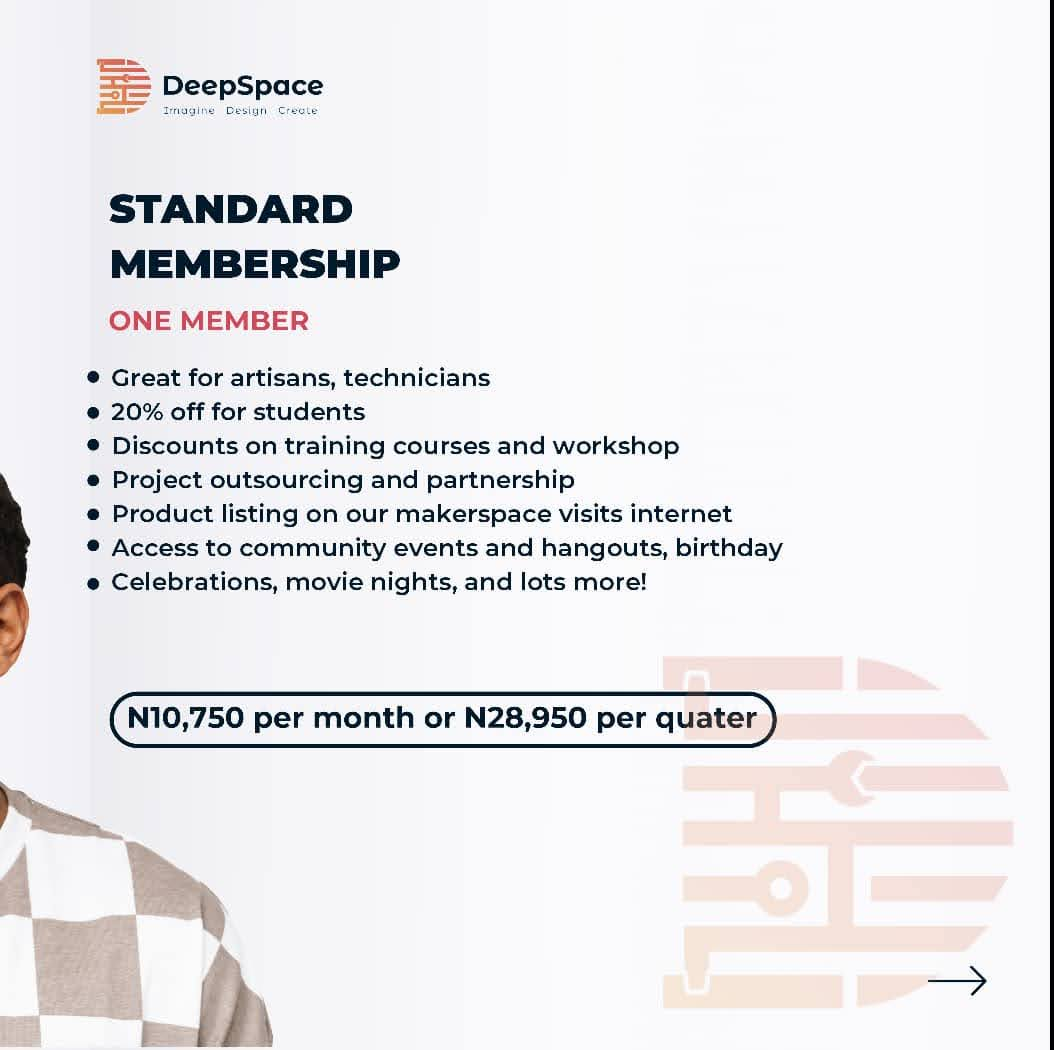 DeepSpace
Imagine Design Create
STANDARD
MEMBERSHIP
ONE MEMBER
Great for artisans, technicians
20% off for students
Discounts on training courses and workshop
Project outsourcing and partnership
Product listing on our makerspace visits internet
Access to community events and hangouts, birthday
Celebrations, movie nights, and lots more!
N10,750 per month or N28,950 per quater